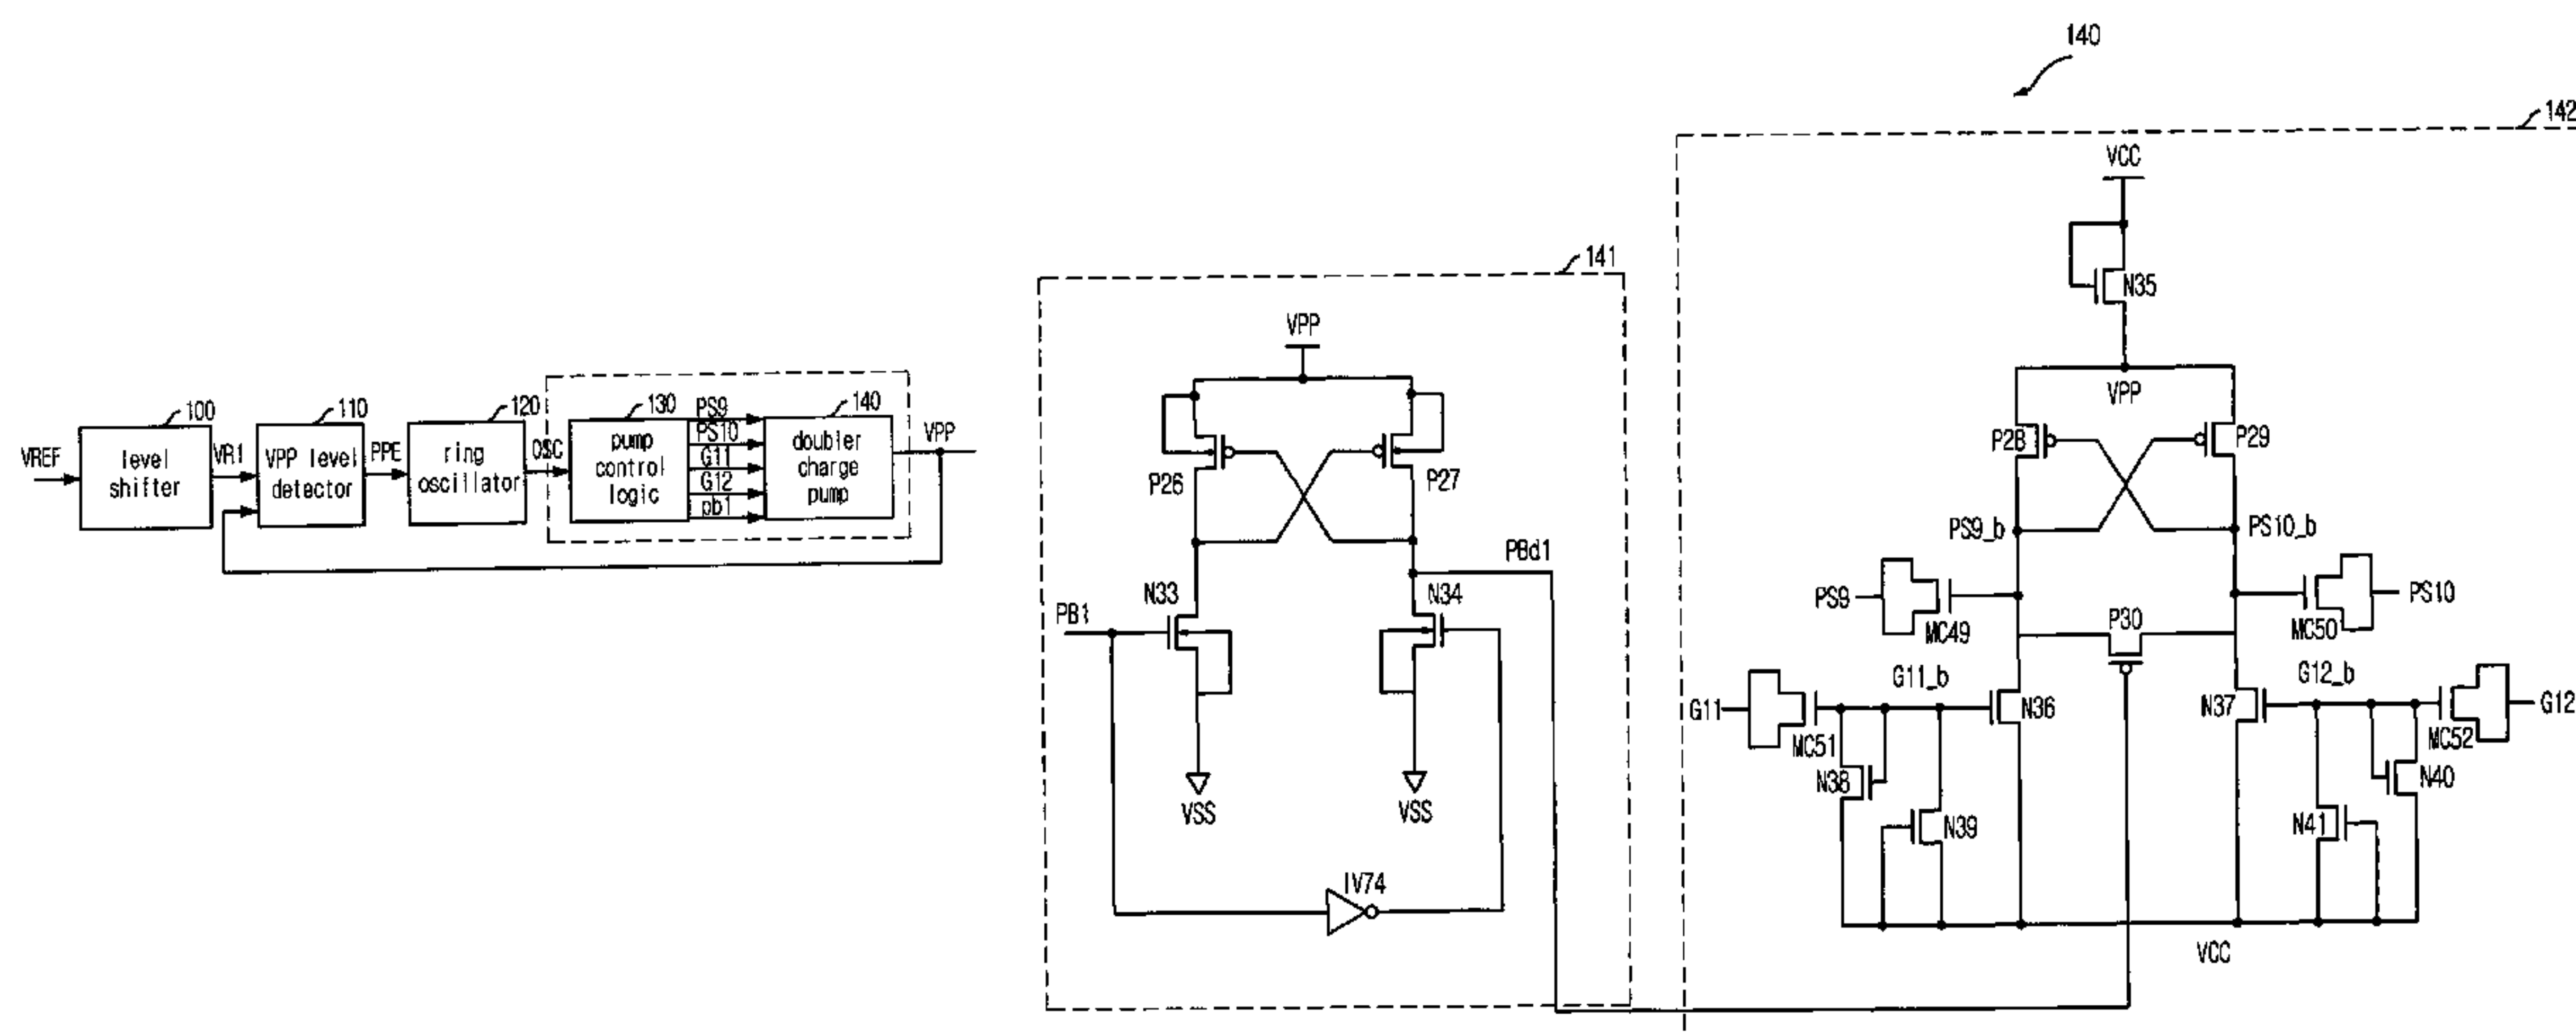 VREF
100
level shifter
VR1
110
VPP level detector
PPE
120
ring oscillator
OSC
130
pump control logic
PS9
PS10
G11
G12
pb1
140
doubler charge pump
VPP
140
141
VPP
P26
P27
PBd1
PB1
N33
N34
VSS
VSS
IV74
142
VCC
N35
VPP
P28
P29
PS9_b
PS10_b
PS9
MC49
PS10
MC50
P30
G11_b
G12_b
G11
MC51
N36
N37
MC52
G12
N38
N39
N40
N41
VCC